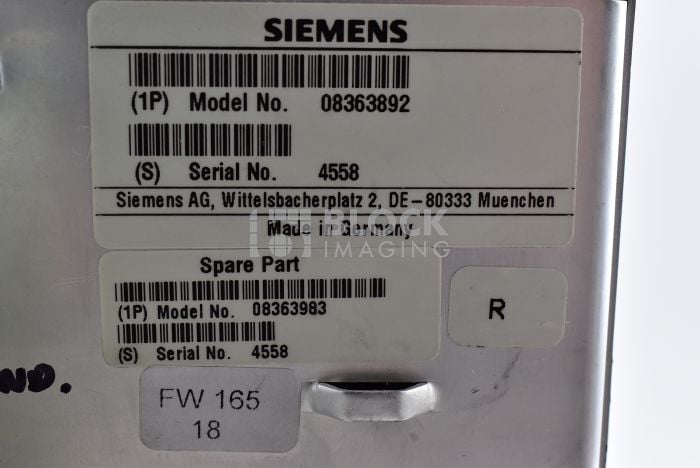 SIEMENS
(1P) Model No. 08363892
(S) Serial No. 4558
Siemens AG, Wittelsbacherplatz 2, DE-80333 Muenchen
Made in Germany
BLOCK
IMAGING
Spare Part
(1P) Model No. 08363983
(S) Serial No. 4558
R
ND.
FW 165
18